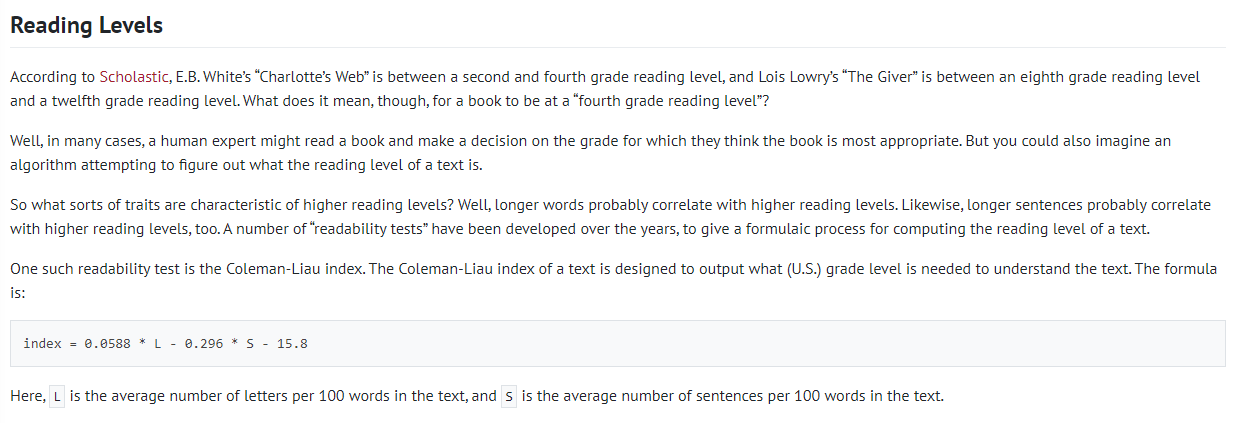 Reading Levels
According to Scholastic, E.B. White’s “Charlotte’s Web” is between a second and fourth grade reading level, and Lois Lowry’s “The Giver” is between an eighth grade reading level
and a twelfth grade reading level. What does it mean, though, for a book to be at a “fourth grade reading level”?
Well, in many cases, a human expert might read a book and make a decision on the grade for which they think the book is most appropriate. But you could also imagine an
algorithm attempting to figure out what the reading level of a text is.
So what sorts of traits are characteristic of higher reading levels? Well, longer words probably correlate with higher reading levels. Likewise, longer sentences probably correlate
with higher reading levels, too. A number of “readability tests” have been developed over the years, to give a formulaic process for computing the reading level of a text.
One such readability test is the Coleman-Liau index. The Coleman-Liau index of a text is designed to output what (U.S.) grade level is needed to understand the text. The formula
is:
index = 0.0588 * L - 0.296 * S - 15.8
Here, L is the average number of letters per 100 words in the text, and S is the average number of sentences per 100 words in the text.